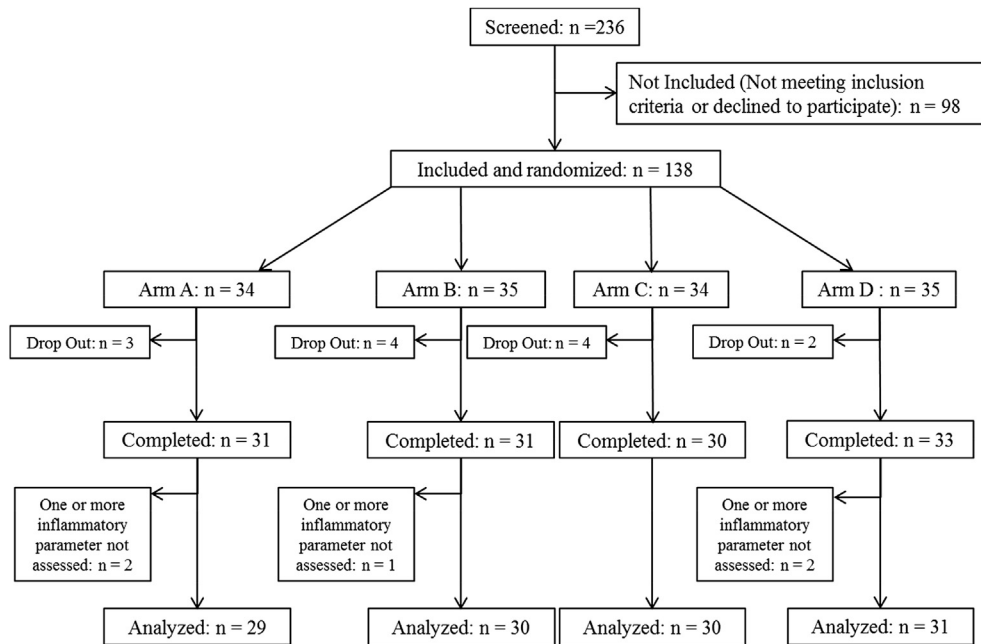 Screened: n =236
Not Included (Not meeting inclusion
criteria or declined to participate): n = 98
Included and randomized: n = 138
Arm A: n = 34
Arm B: n = 35
Arm C: n = 34
Arm D : n = 35
Drop Out: n = 3
Drop Out: n = 4
Drop Out: n = 4
Drop Out: n = 2
Completed: n = 31
Completed: n = 31
Completed: n = 30
Completed: n = 33
One or more
inflammatory
parameter not
assessed: n = 2
One or more
inflammatory
parameter not
assessed: n = 1
One or more
inflammatory
parameter not
assessed: n = 2
Analyzed: n = 29
Analyzed: n = 30
Analyzed: n = 30
Analyzed: n = 31